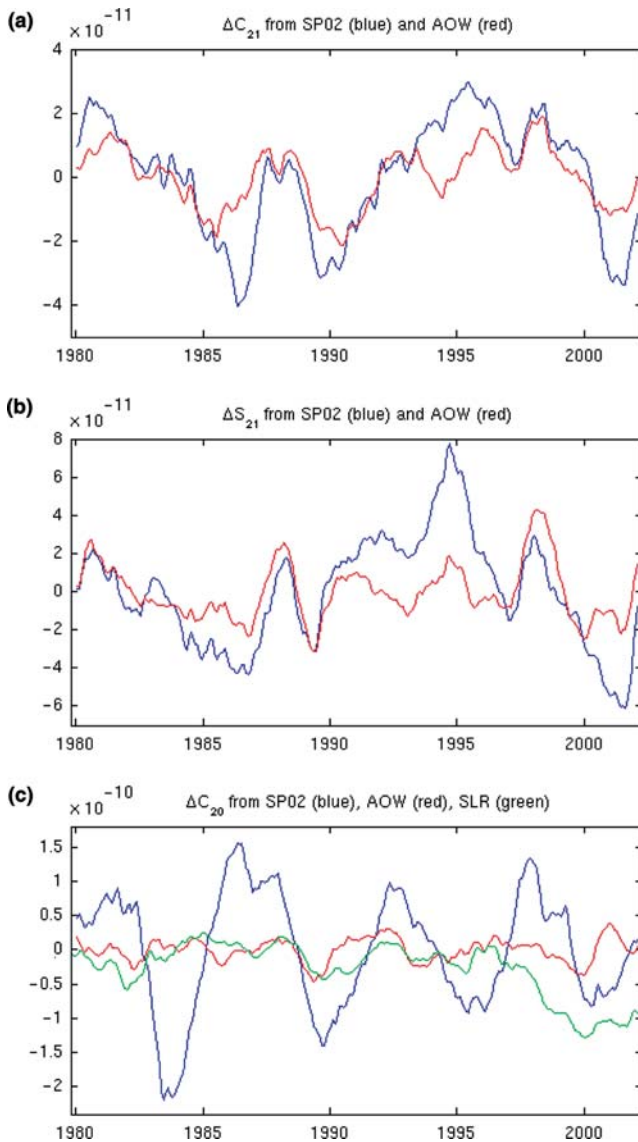 (a)
× 10⁻¹¹
ΔC₂₁ from SP02 (blue) and AOW (red)
4
2
0
−2
−4
1980 1985 1990 1995 2000
(b)
× 10⁻¹¹
ΔS₂₁ from SP02 (blue) and AOW (red)
8
6
4
2
0
−2
−4
−6
1980 1985 1990 1995 2000
(c)
× 10⁻¹⁰
ΔC₂₀ from SP02 (blue), AOW (red), SLR (green)
1.5
1
0.5
0
−0.5
−1
−1.5
−2
1980 1985 1990 1995 2000